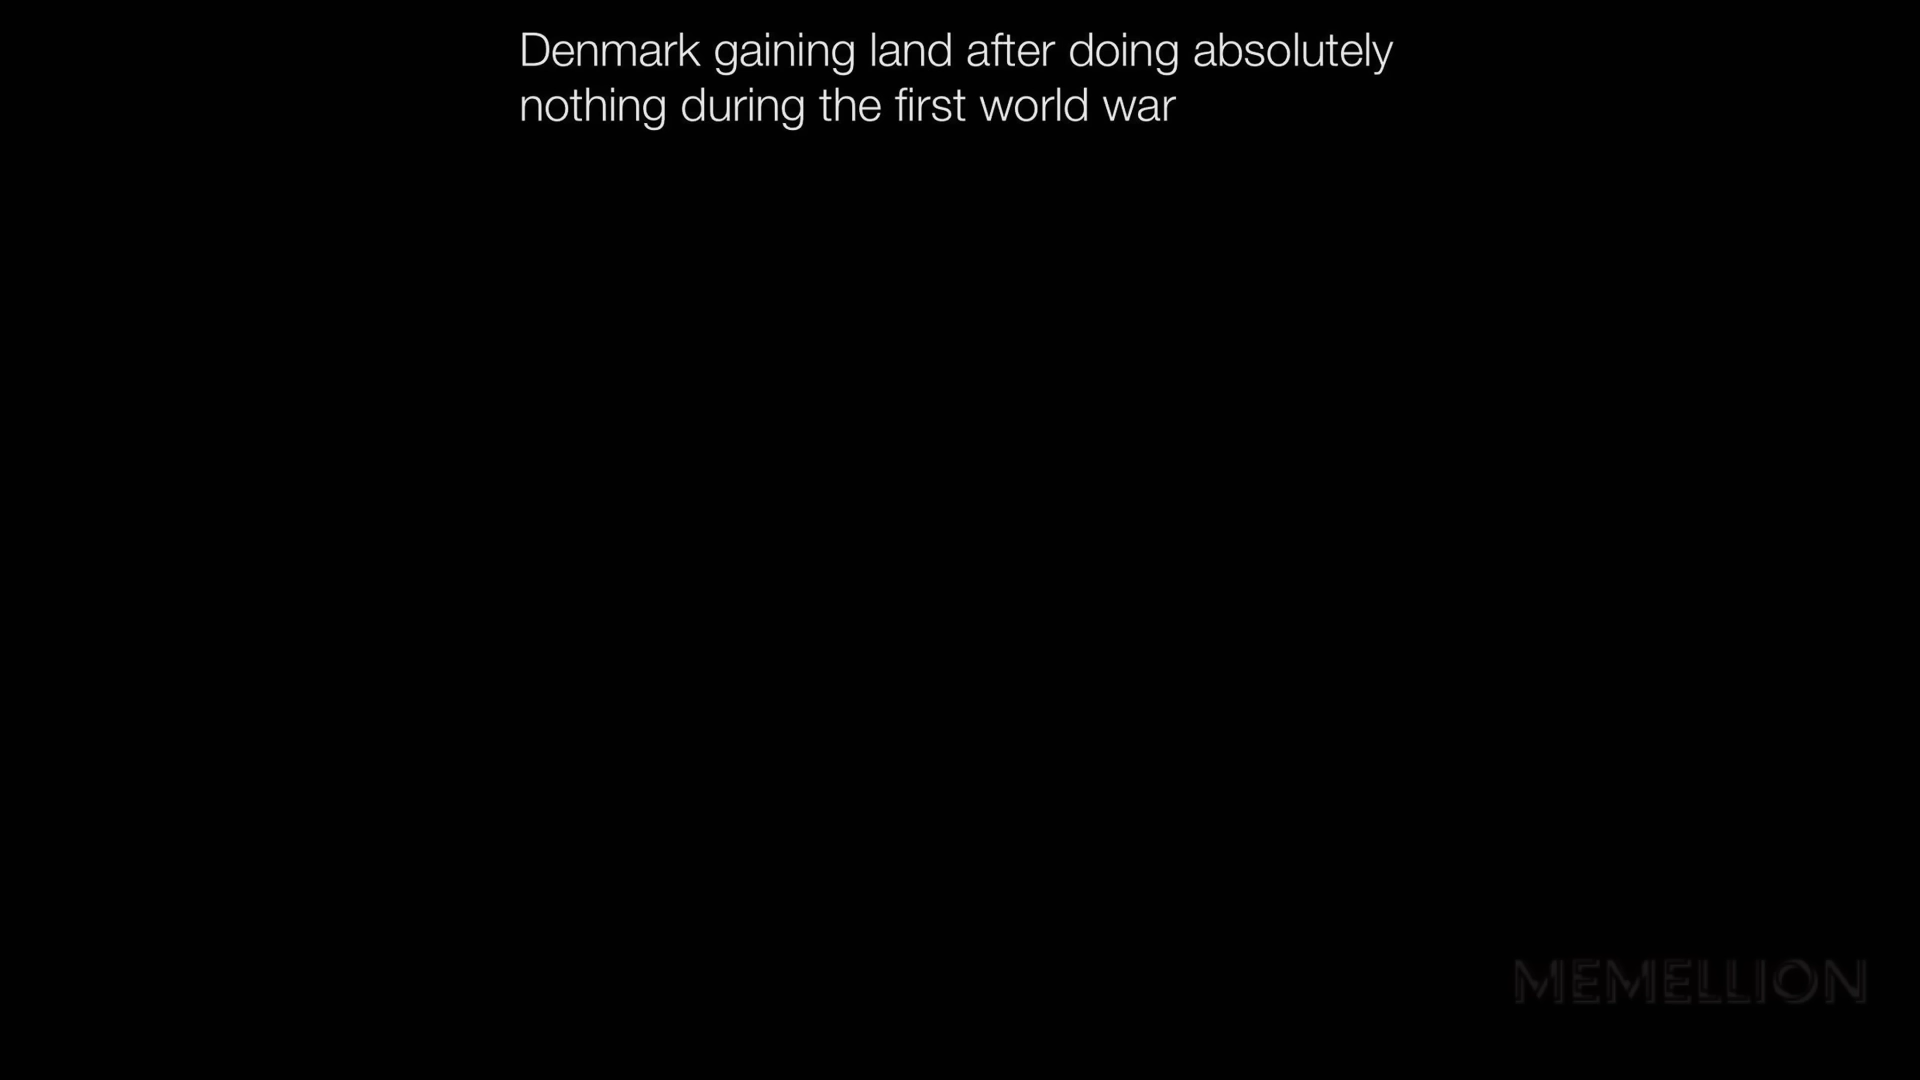 Denmark gaining land after doing absolutely
nothing during the first world war
MEMELLION